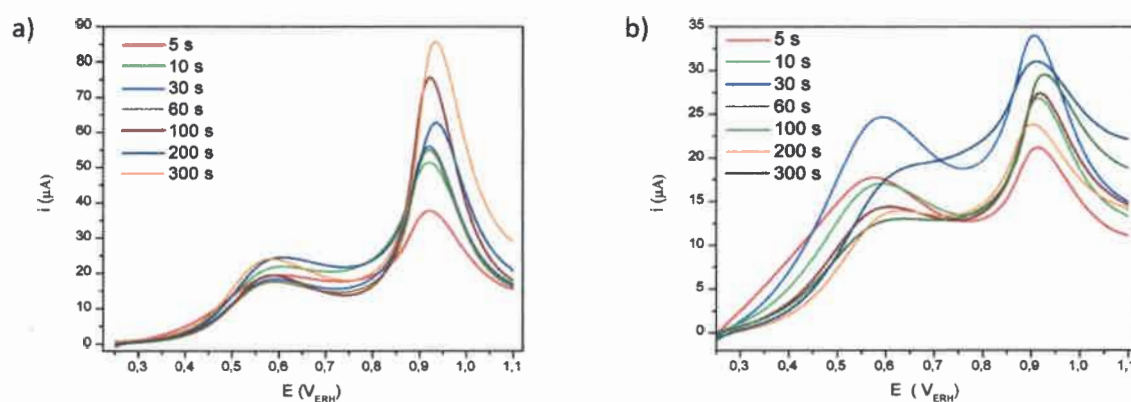 a)
90
80
70
60
50
40
30
20
10
0
i (µA)
5 s
10 s
30 s
60 s
100 s
200 s
300 s
0,3 0,4 0,5 0,6 0,7 0,8 0,9 1,0 1,1
E (V_ERH)
b)
35
30
25
20
15
10
5
0
i (µA)
5 s
10 s
30 s
60 s
100 s
200 s
300 s
0,3 0,4 0,5 0,6 0,7 0,8 0,9 1,0 1,1
E ( V_ERH)